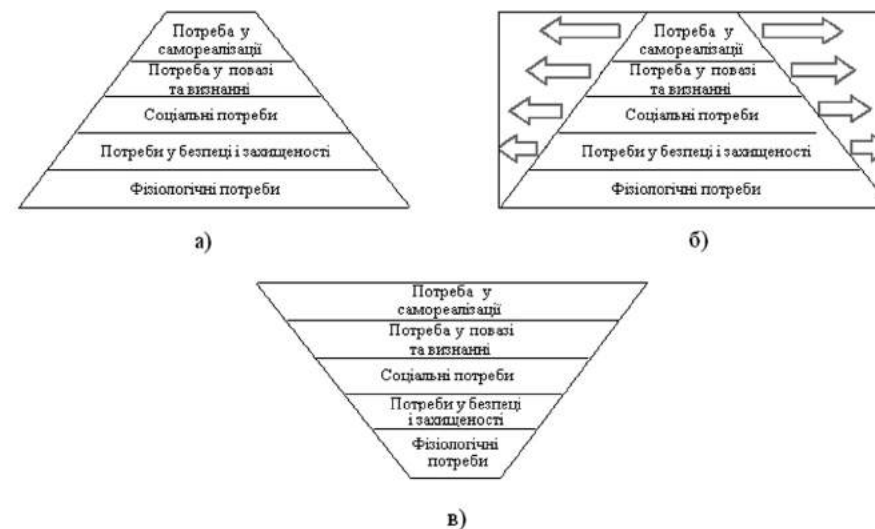 Потреба у
самореалізації
Потреба у повазі
та визнанні
Соціальні потреби
Потреби у безпеці і захищеності
Фізіологічні потреби
а)
Потреба у
самореалізації
Потреба у повазі
та визнанні
Соціальні потреби
Потреби у безпеці і захищеності
Фізіологічні потреби
б)
Потреба у
самореалізації
Потреба у повазі
та визнанні
Соціальні потреби
Потреби у безпеці
і захищеності
Фізіологічні
потреби
в)